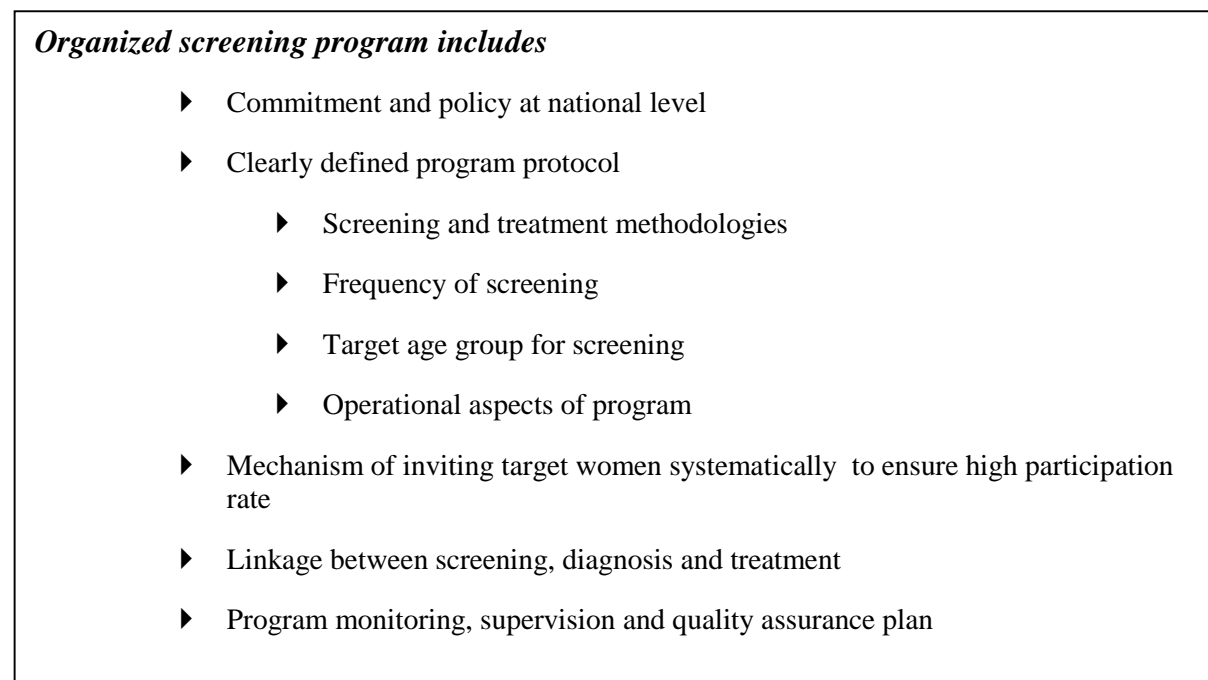 Organized screening program includes
Commitment and policy at national level
Clearly defined program protocol
Screening and treatment methodologies
Frequency of screening
Target age group for screening
Operational aspects of program
Mechanism of inviting target women systematically to ensure high participation
rate
Linkage between screening, diagnosis and treatment
Program monitoring, supervision and quality assurance plan